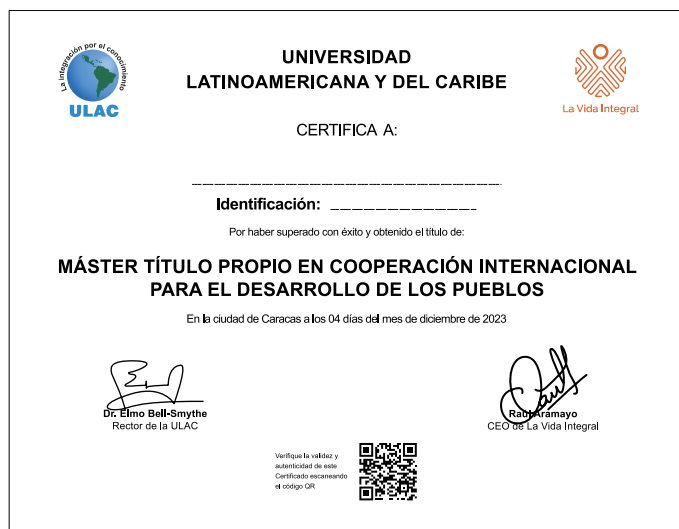 La integración por el conocimiento
ULAC
UNIVERSIDAD
LATINOAMERICANA Y DEL CARIBE
La Vida Integral
CERTIFICA A:
Identificación:
Por haber superado con éxito y obtenido el título de:
MÁSTER TÍTULO PROPIO EN COOPERACIÓN INTERNACIONAL
PARA EL DESARROLLO DE LOS PUEBLOS
En la ciudad de Caracas a los 04 días del mes de diciembre de 2023
Dr. Elmo Bell-Smythe
Rector de la ULAC
Raúl Aramayo
CEO de La Vida Integral
Verifique la validez y
autenticidad de este
Certificado escaneando
el código QR